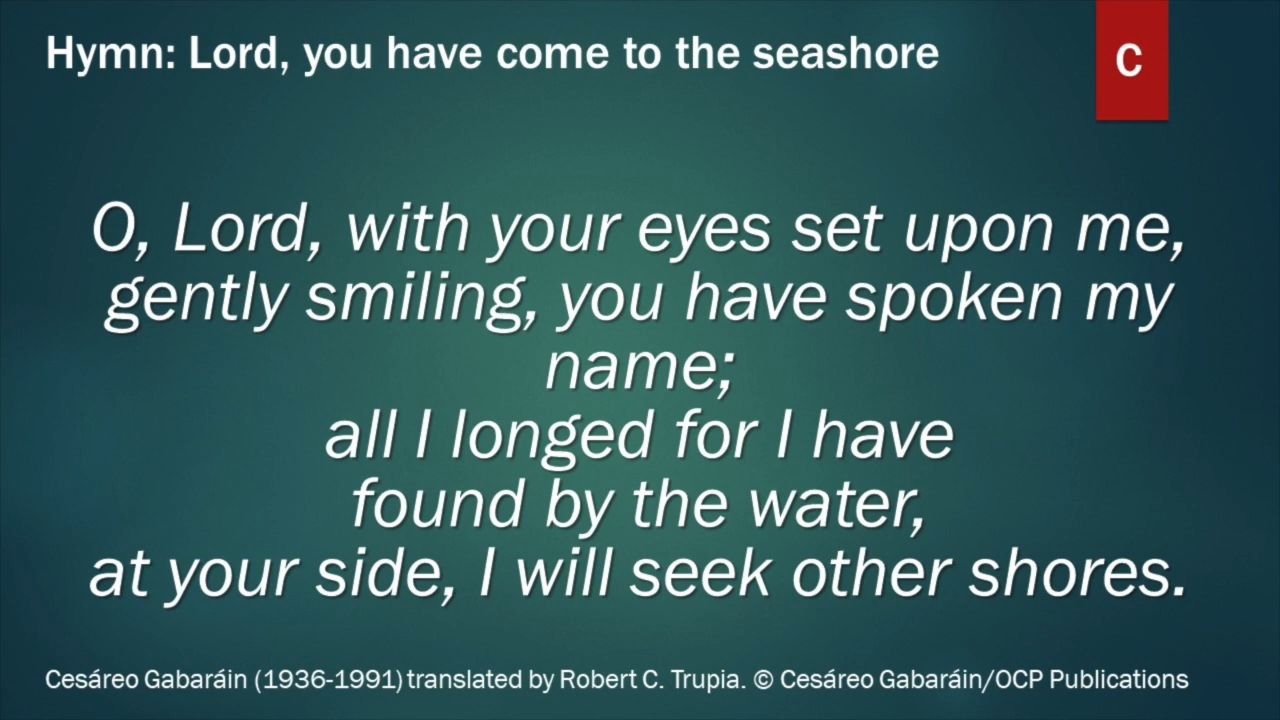 Hymn: Lord, you have come to the seashore
C
O, Lord, with your eyes set upon me,
gently smiling, you have spoken my
name;
all I longed for I have
found by the water,
at your side, I will seek other shores.
Cesáreo Gabaráin (1936-1991) translated by Robert C. Trupia. © Cesáreo Gabaráin/OCP Publications